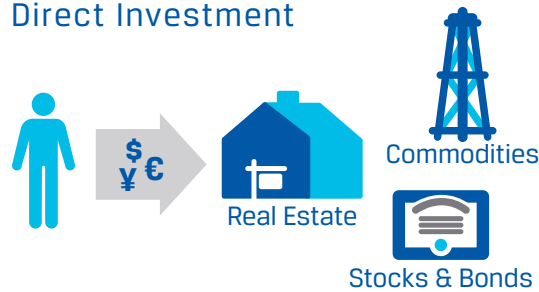 Direct Investment
$
¥ €
Commodities
Real Estate
Stocks & Bonds